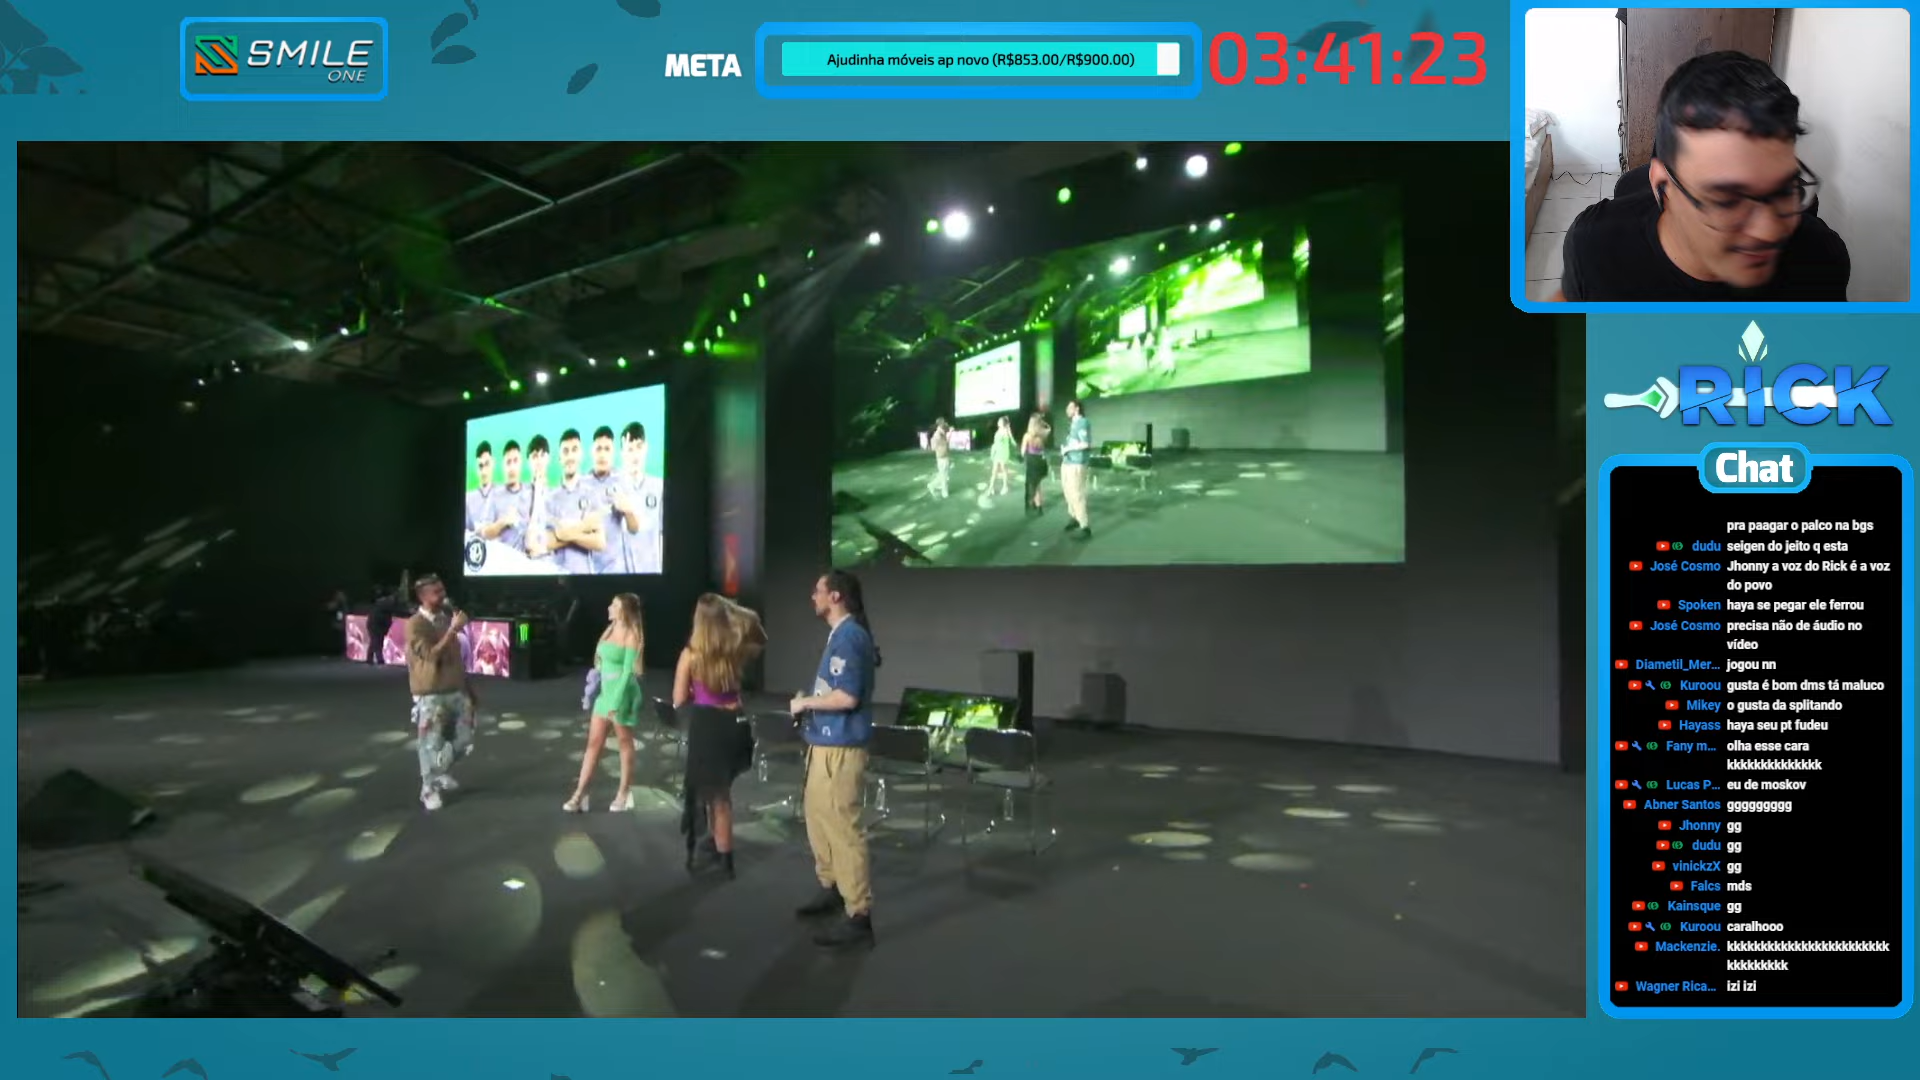 SMILE
ONE
META
Ajudinha móveis ap novo (R$853.00/R$900.00)
03:41:23
RICK
Chat
pra paagar o palco na bgs
dudu seigen do jeito q esta
José Cosmo Jhonny a voz do Rick é a voz
do povo
Spoken haya se pegar ele ferrou
José Cosmo precisa não de áudio no
vídeo
Diametil_Mer... jogou nn
Kuroou gusta é bom dms tá maluco
Mikey o gusta da splitando
Hayass haya seu pt fudeu
Fany m... olha esse cara
kkkkkkkkkkkkkk
Lucas P... eu de moskov
Abner Santos ggggggggg
Jhonny gg
dudu gg
vinickzX gg
Falcs mds
Kainsque gg
Kuroou caralhooo
Mackenzie. kkkkkkkkkkkkkkkkkkkkkkkk
kkkkkkkkk
Wagner Rica... izi izi